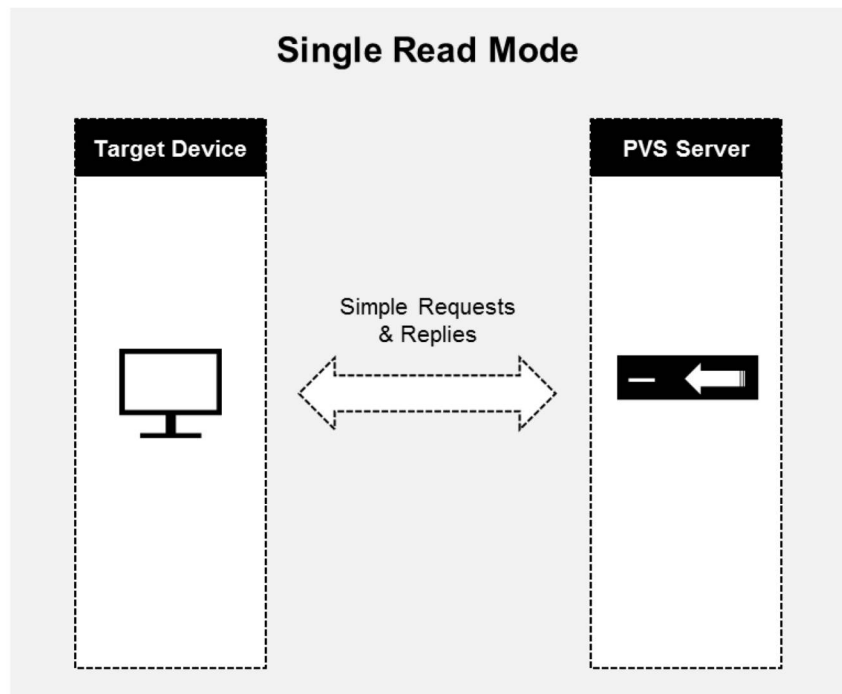 Single Read Mode
Target Device
PVS Server
Simple Requests
& Replies